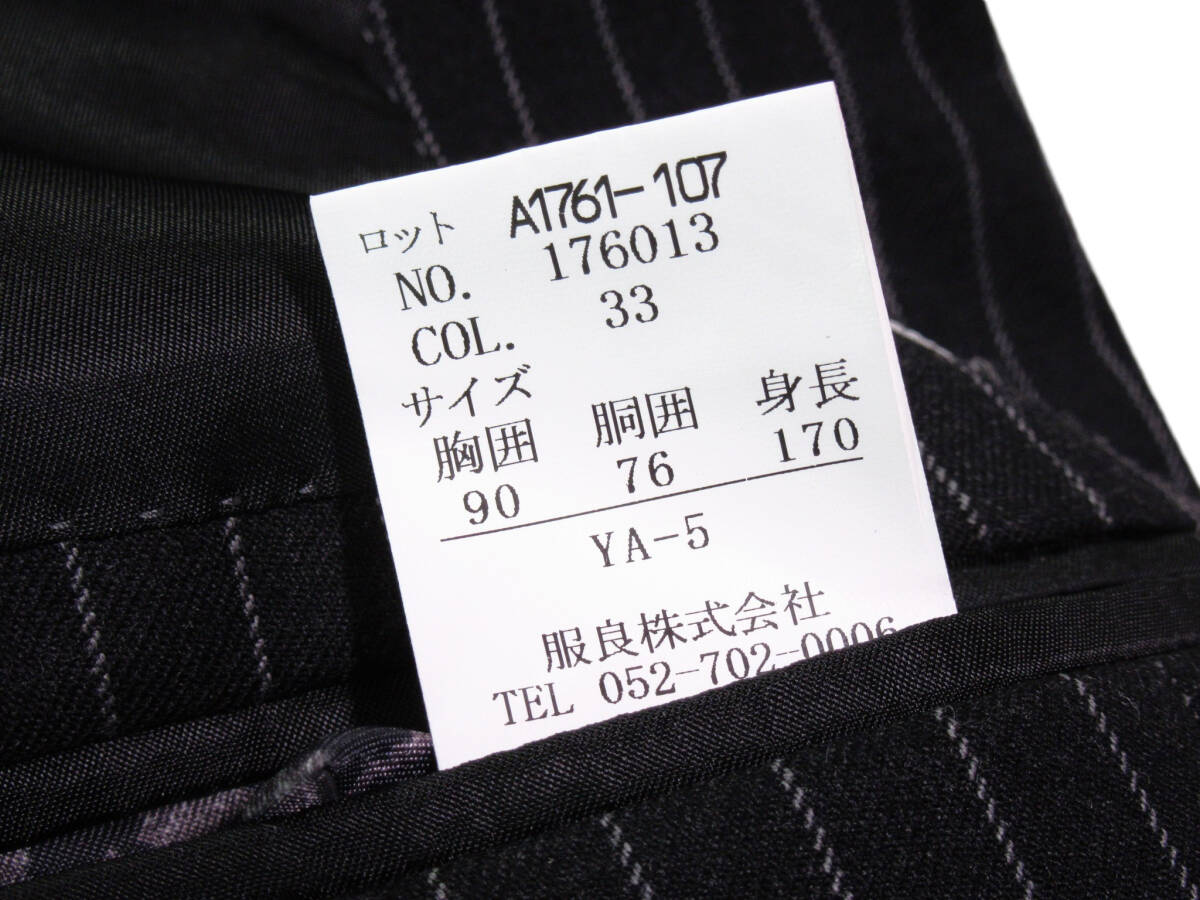 ロット A1761-107
NO. 176013
COL. 33
サイズ
胸囲 胴囲 身長
90 76 170
YA-5
服良株式会社
TEL 052-702-0006